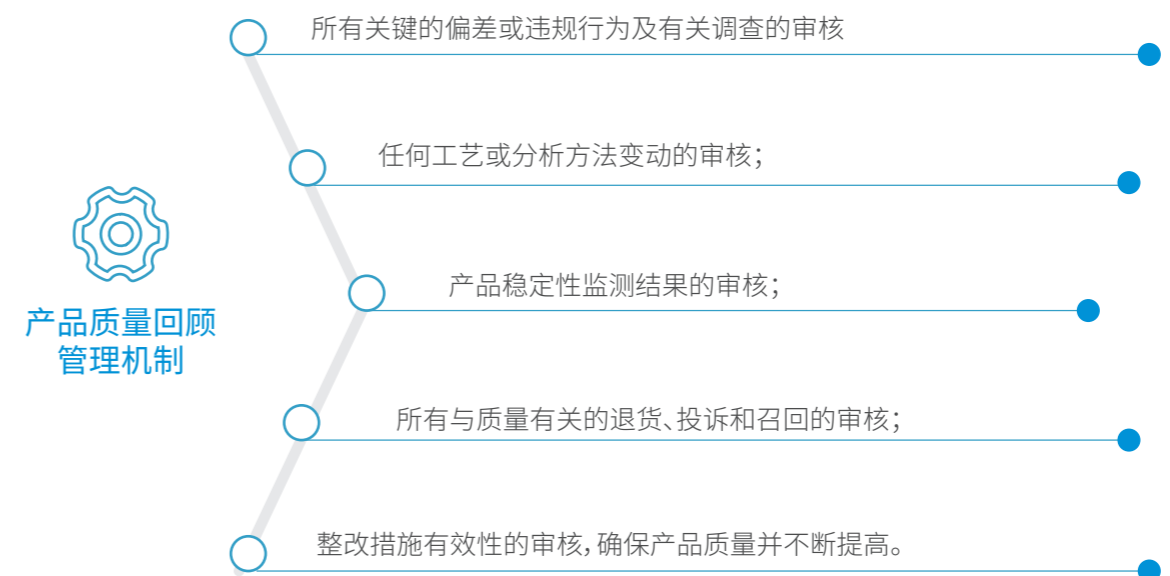 所有关键的偏差或违规行为及有关调查的审核
任何工艺或分析方法变动的审核；
产品稳定性监测结果的审核；
产品质量回顾
管理机制
所有与质量有关的退货、投诉和召回的审核；
整改措施有效性的审核，确保产品质量并不断提高。